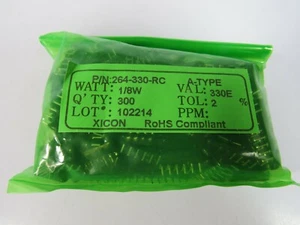 P/N:264-330-RC A-TYPE
WATT: 1/8W VAL: 330E
Q'TY: 300 TOL: 2 %
LOT#: 102214 PPM:
XICON RoHS Compliant